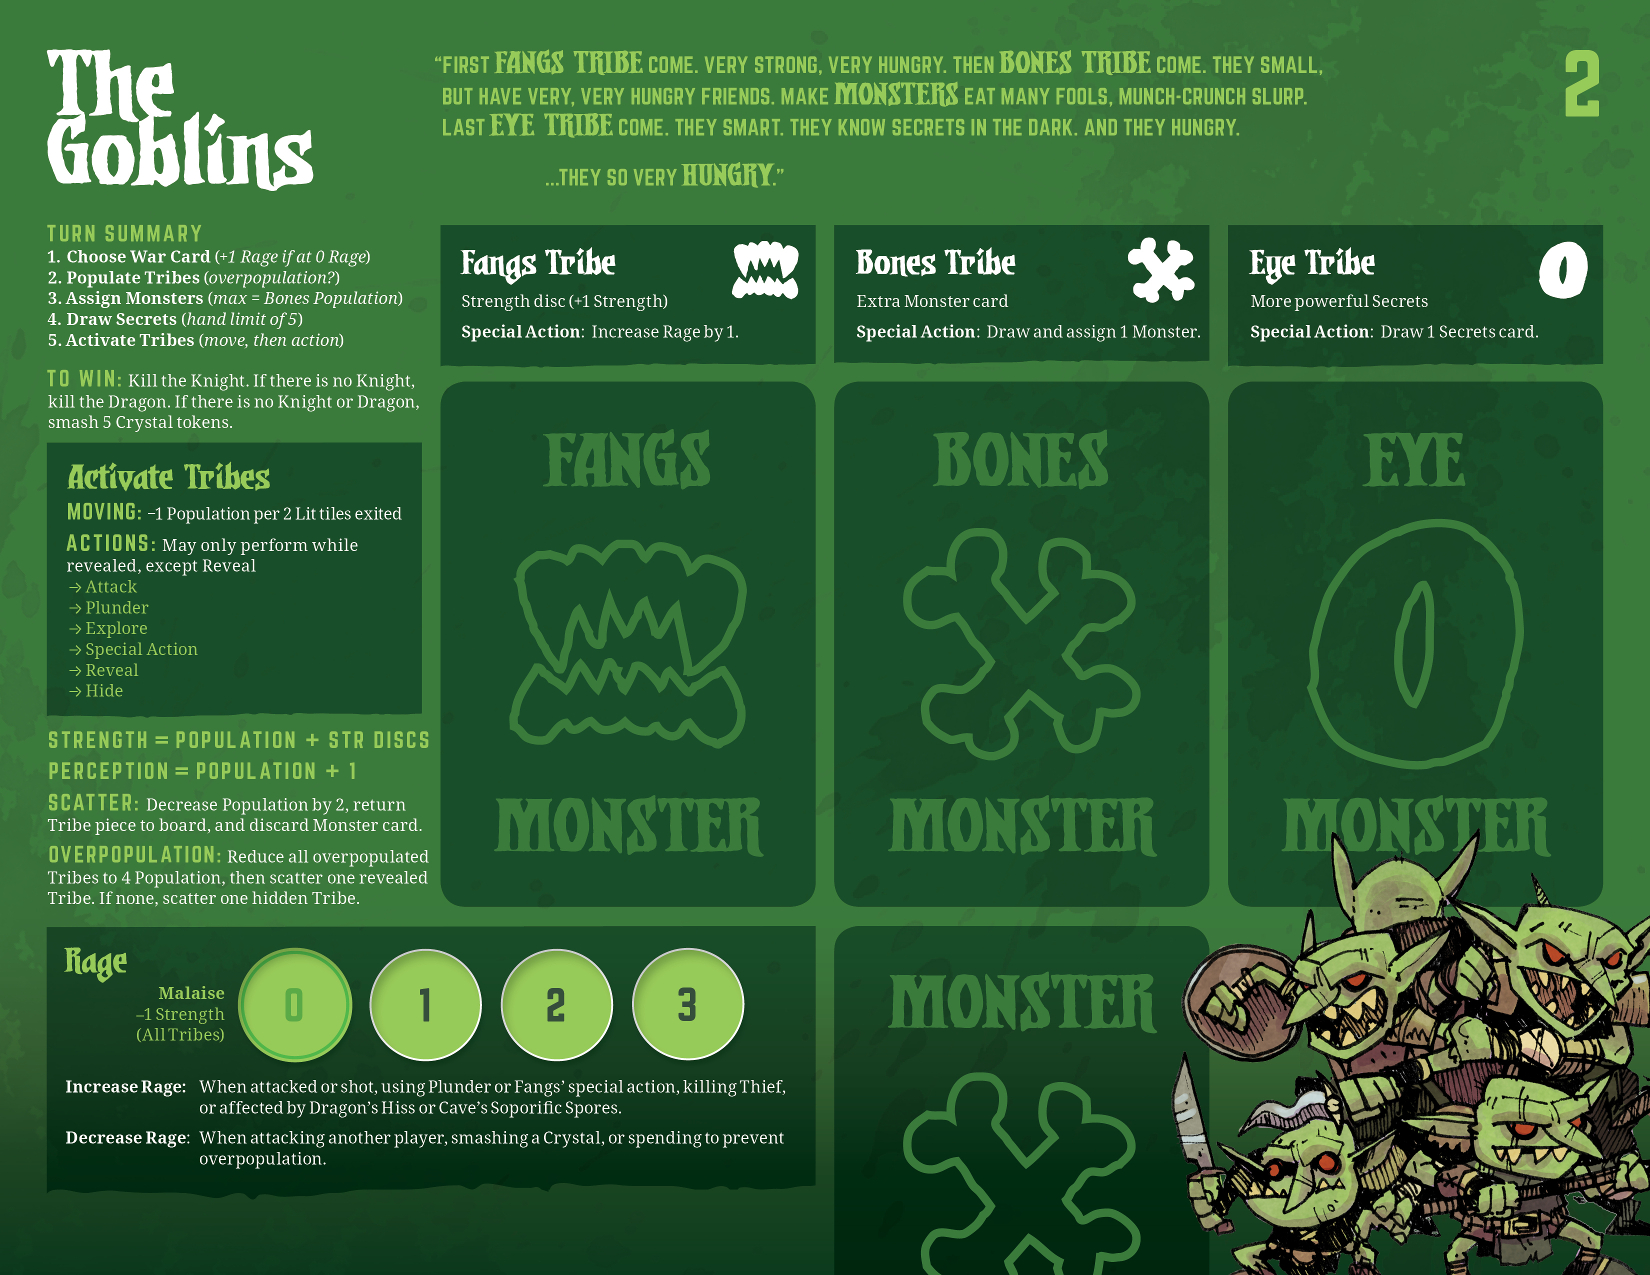 The
Goblins
“FIRST FANGS TRIBE COME. VERY STRONG, VERY HUNGRY. THEN BONES TRIBE COME. THEY SMALL,
BUT HAVE VERY, VERY HUNGRY FRIENDS. MAKE MONSTERS EAT MANY FOOLS, MUNCH-CRUNCH SLURP.
LAST EYE TRIBE COME. THEY SMART. THEY KNOW SECRETS IN THE DARK. AND THEY HUNGRY.
...THEY SO VERY HUNGRY.”
2
TURN SUMMARY
1. Choose War Card (+1 Rage if at 0 Rage)
2. Populate Tribes (overpopulation?)
3. Assign Monsters (max = Bones Population)
4. Draw Secrets (hand limit of 5)
5. Activate Tribes (move, then action)
TO WIN: Kill the Knight. If there is no Knight,
kill the Dragon. If there is no Knight or Dragon,
smash 5 Crystal tokens.
Activate Tribes
MOVING: –1 Population per 2 Lit tiles exited
ACTIONS: May only perform while
revealed, except Reveal
→ Attack
→ Plunder
→ Explore
→ Special Action
→ Reveal
→ Hide
STRENGTH = POPULATION + STR DISCS
PERCEPTION = POPULATION + 1
SCATTER: Decrease Population by 2, return
Tribe piece to board, and discard Monster card.
OVERPOPULATION: Reduce all overpopulated
Tribes to 4 Population, then scatter one revealed
Tribe. If none, scatter one hidden Tribe.
Fangs Tribe
Strength disc (+1 Strength)
Special Action: Increase Rage by 1.
FANGS
MONSTER
Bones Tribe
Extra Monster card
Special Action: Draw and assign 1 Monster.
BONES
MONSTER
Eye Tribe
More powerful Secrets
Special Action: Draw 1 Secrets card.
EYE
MONSTER
Rage
Malaise
–1 Strength
(All Tribes)
0 1 2 3
Increase Rage: When attacked or shot, using Plunder or Fangs’ special action, killing Thief,
or affected by Dragon’s Hiss or Cave’s Soporific Spores.
Decrease Rage: When attacking another player, smashing a Crystal, or spending to prevent
overpopulation.
MONSTER